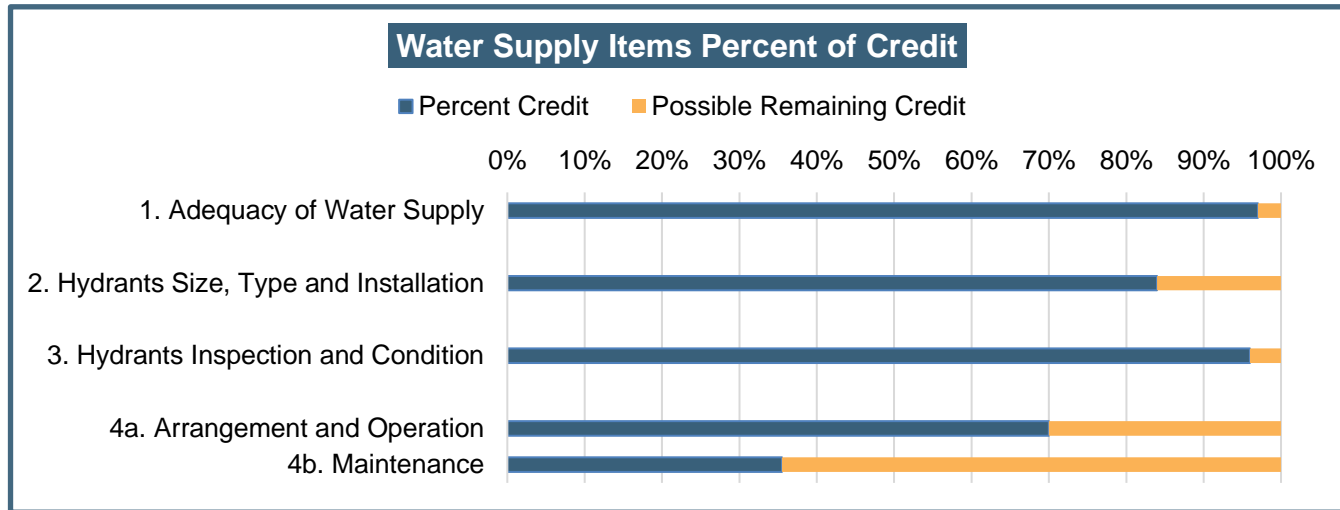 Water Supply Items Percent of Credit
Percent Credit Possible Remaining Credit
0% 10% 20% 30% 40% 50% 60% 70% 80% 90% 100%
1. Adequacy of Water Supply
2. Hydrants Size, Type and Installation
3. Hydrants Inspection and Condition
4a. Arrangement and Operation
4b. Maintenance